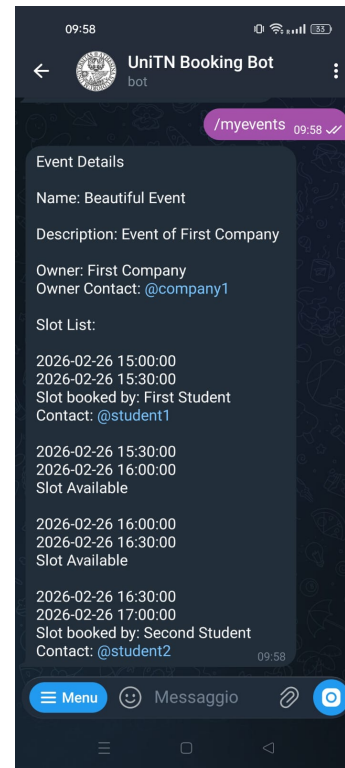 09:58
33
UniTN Booking Bot
bot
/myevents 09:58
Event Details
Name: Beautiful Event
Description: Event of First Company
Owner: First Company
Owner Contact: @company1
Slot List:
2026-02-26 15:00:00
2026-02-26 15:30:00
Slot booked by: First Student
Contact: @student1
2026-02-26 15:30:00
2026-02-26 16:00:00
Slot Available
2026-02-26 16:00:00
2026-02-26 16:30:00
Slot Available
2026-02-26 16:30:00
2026-02-26 17:00:00
Slot booked by: Second Student
Contact: @student2
09:58
Menu
Messaggio